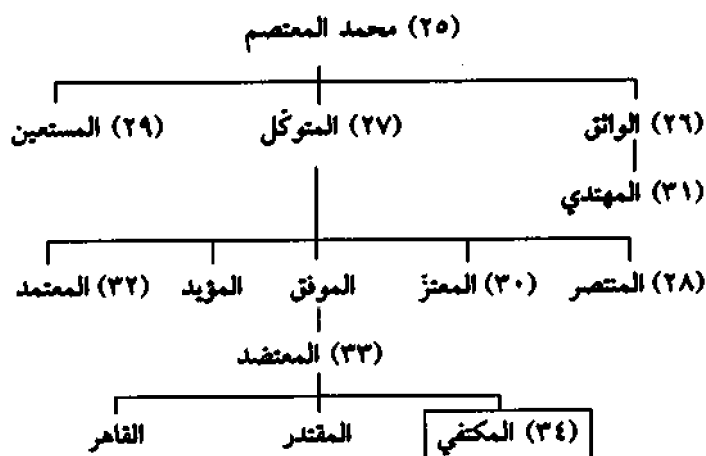 (٢٥) محمد المعتصم
(٢٦) الواثق (٢٧) المتوكّل (٢٩) المستعين
(٣١) المهتدي
(٢٨) المنتصر (٣٠) المعتزّ الموفق المؤيد (٣٢) المعتمد
(٣٣) المعتضد
(٣٤) المكتفي المقتدر القاهر